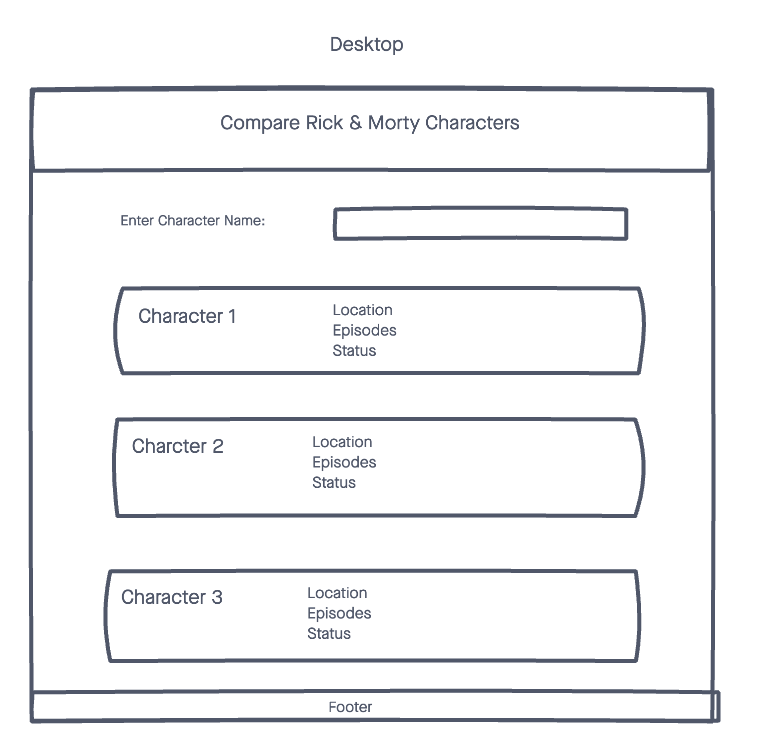 Desktop
Compare Rick & Morty Characters
Enter Character Name:
Character 1
Location
Episodes
Status
Charcter 2
Location
Episodes
Status
Character 3
Location
Episodes
Status
Footer